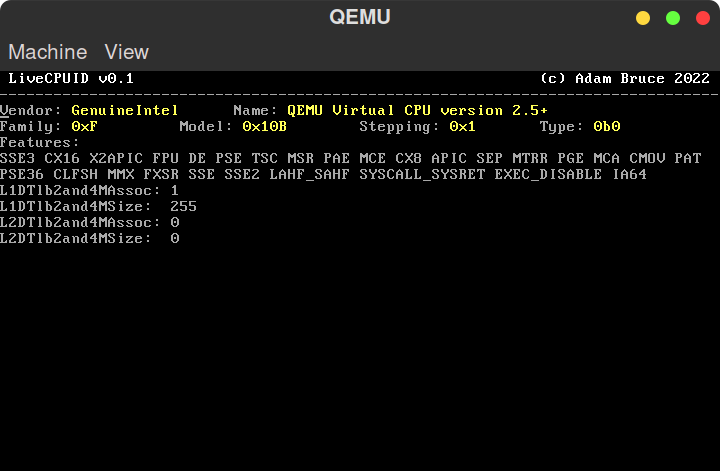 QEMU
Machine View
LiveCPUID v0.1 (c) Adam Bruce 2022
--------------------------------------------------------------------------------
Vendor: GenuineIntel Name: QEMU Virtual CPU version 2.5+
Family: 0xF Model: 0x10B Stepping: 0x1 Type: 0b0
Features:
SSE3 CX16 X2APIC FPU DE PSE TSC MSR PAE MCE CX8 APIC SEP MTRR PGE MCA CMOV PAT
PSE36 CLFSH MMX FXSR SSE SSE2 LAHF_SAHF SYSCALL_SYSRET EXEC_DISABLE IA64
L1DTlb2and4MAssoc: 1
L1DTlb2and4MSize: 255
L2DTlb2and4MAssoc: 0
L2DTlb2and4MSize: 0